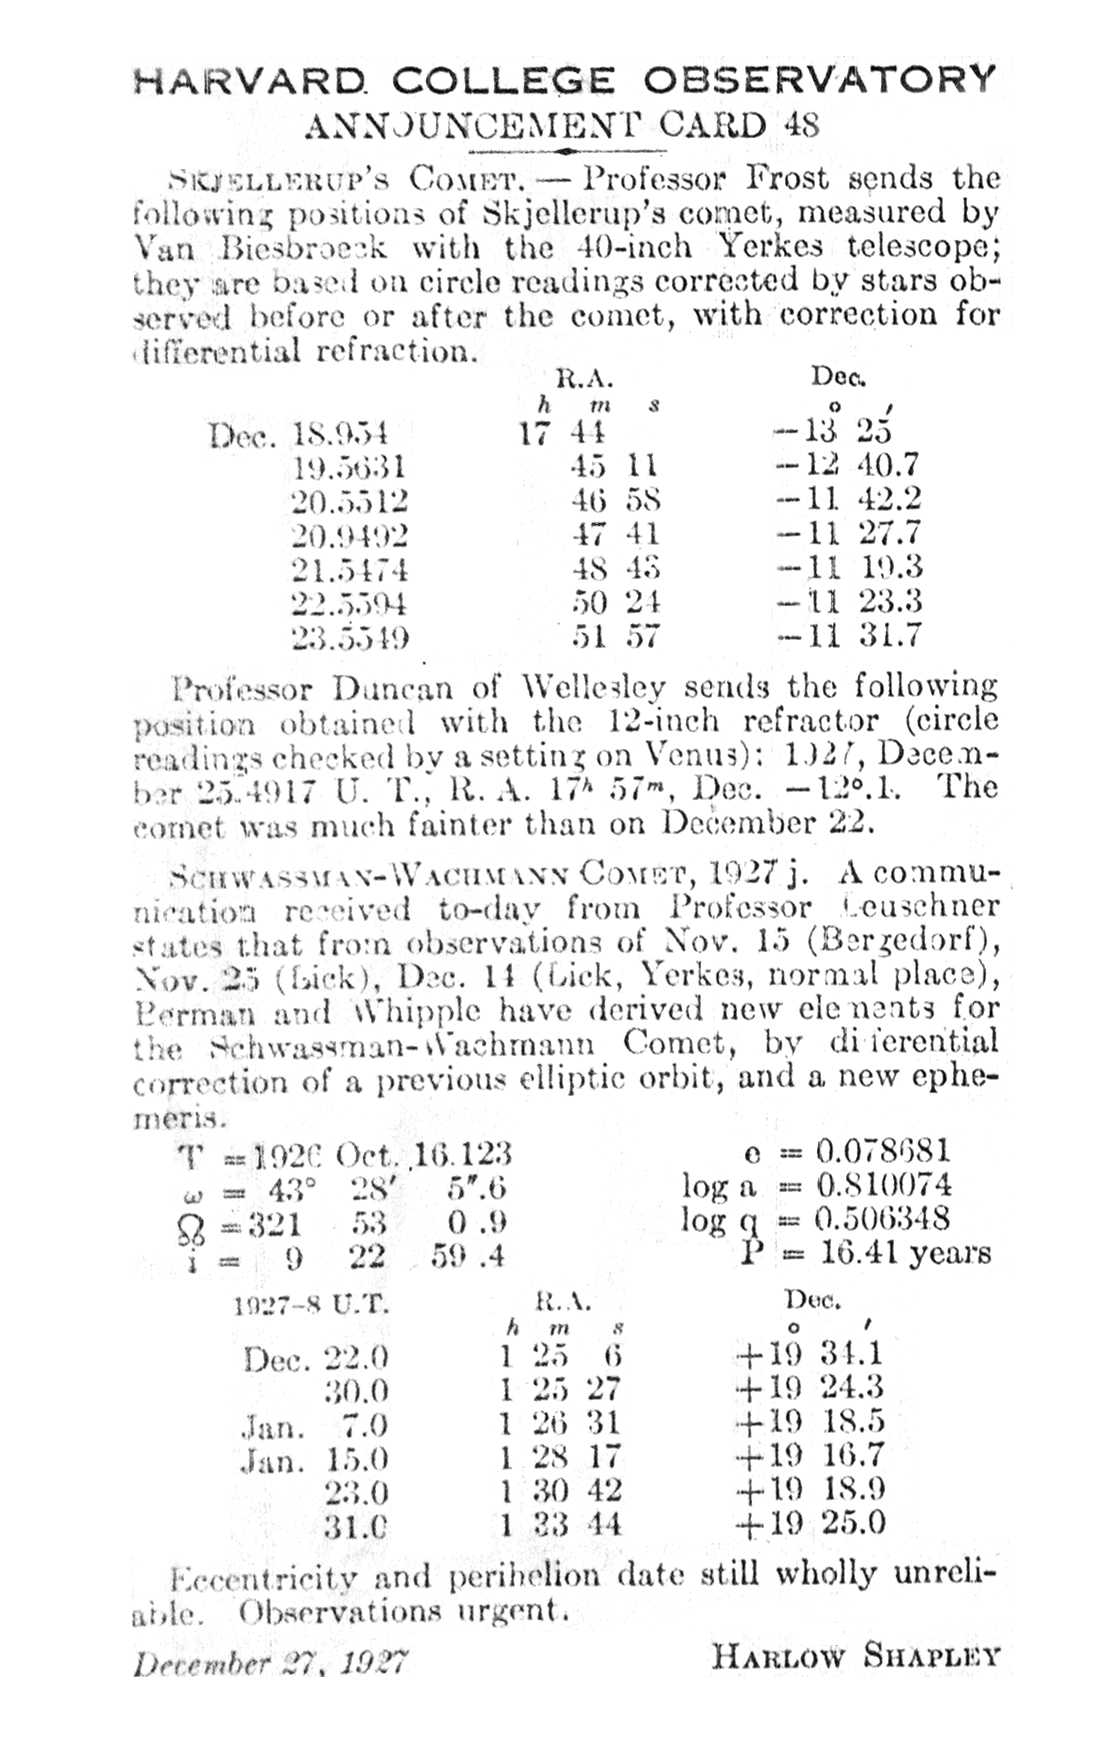 HARVARD COLLEGE OBSERVATORY
ANNOUNCEMENT CARD 48
SKJELLERUP'S COMET. — Professor Frost sends the
following positions of Skjellerup's comet, measured by
Van Biesbroeck with the 40-inch Yerkes telescope;
they are based on circle readings corrected by stars ob-
served before or after the comet, with correction for
differential refraction.
R.A. Dec.
h m s o ′
Dec. 18.954 17 44 −13 25
19.5631 45 11 −12 40.7
20.5512 46 58 −11 42.2
20.9492 47 41 −11 27.7
21.5474 48 43 −11 19.3
22.5594 50 24 −11 23.3
23.5549 51 57 −11 31.7
Professor Duncan of Wellesley sends the following
position obtained with the 12-inch refractor (circle
readings checked by a setting on Venus): 1927, Decem-
ber 25.4917 U. T., R. A. 17ʰ 57ᵐ, Dec. −12°.1. The
comet was much fainter than on December 22.
SCHWASSMAN-WACHMANN COMET, 1927 j. A commu-
nication received to-day from Professor Leuschner
states that from observations of Nov. 15 (Bergedorf),
Nov. 25 (Lick), Dec. 14 (Lick, Yerkes, normal place),
Berman and Whipple have derived new elements for
the Schwassman-Wachmann Comet, by differential
correction of a previous elliptic orbit, and a new ephe-
meris.
T = 1926 Oct. 16.123 e = 0.078681
ω = 43° 28′ 5″.6 log a = 0.810074
☊ = 321 53 0 .9 log q = 0.506348
i = 9 22 59 .4 P = 16.41 years
1927–8 U.T. R.A. Dec.
h m s o ′
Dec. 22.0 1 25 6 +19 34.1
30.0 1 25 27 +19 24.3
Jan. 7.0 1 26 31 +19 18.5
Jan. 15.0 1 28 17 +19 16.7
23.0 1 30 42 +19 18.9
31.0 1 33 44 +19 25.0
Eccentricity and perihelion date still wholly unreli-
able. Observations urgent.
December 27, 1927 HARLOW SHAPLEY